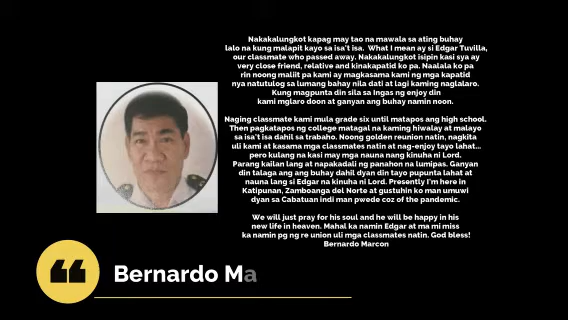 Nakakalungkot kapag may tao na mawala sa ating buhay
lalo na kung malapit kayo sa isa't isa. What I mean ay si Edgar Tuvilla,
our classmate who passed away. Nakakalungkot isipin kasi sya ay
very close friend, relative and kinakapatid ko pa. Naalala ko pa
rin noong maliit pa kami ay magkasama kami ng mga kapatid
nya natutulog sa lumang bahay nila dati at lagi kaming naglalaro.
Kung magpunta din sila sa Ingas ng enjoy din
kami mglaro doon at ganyan ang buhay namin noon.
Naging classmate kami mula grade six until matapos ang high school.
Then pagkatapos ng college matagal na kaming hiwalay at malayo
sa isa't isa dahil sa trabaho. Noong golden reunion natin, nagkita
uli kami at kasama mga classmates natin at nag-enjoy tayo lahat...
pero kulang na kasi may mga nauna nang kinuha ni Lord.
Parang kailan lang at napakadali ng panahon na lumipas. Ganyan
din talaga ang ang buhay dahil dyan din tayo pupunta lahat at
nauna lang si Edgar na kinuha ni Lord. Presently I'm here in
Katipunan, Zamboanga del Norte at gustuhin ko man umuwi
dyan sa Cabatuan indi man pwede coz of the pandemic.
We will just pray for his soul and he will be happy in his
new life in heaven. Mahal ka namin Edgar at ma mi miss
ka namin pg ng re union uli mga classmates natin. God bless!
Bernardo Marcon
Bernardo Ma